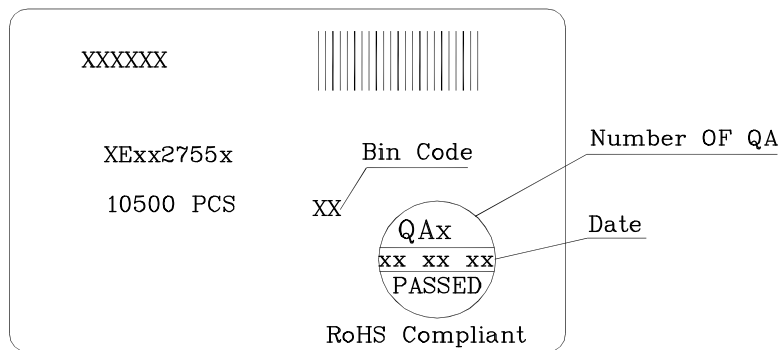 XXXXXX
Number OF QA
XExx2755x
Bin Code
10500 PCS
XX
QAx
Date
xx xx xx
PASSED
RoHS Compliant